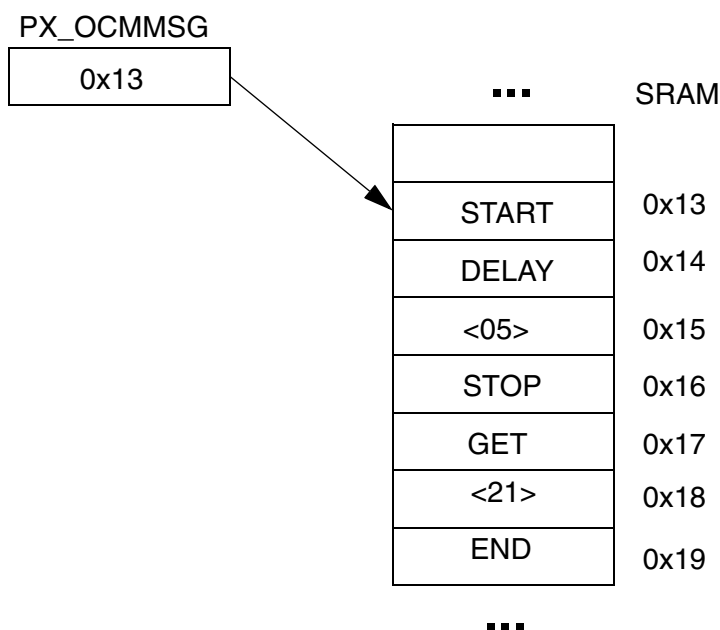 PX_OCMMSG
0x13
... SRAM
START 0x13
DELAY 0x14
<05> 0x15
STOP 0x16
GET 0x17
<21> 0x18
END 0x19
...